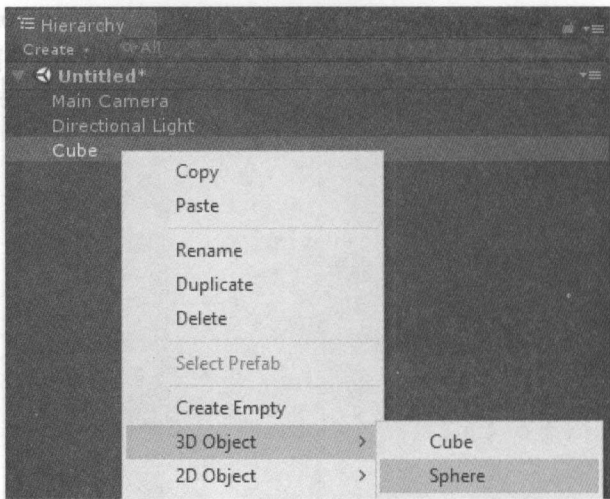 Hierarchy
Create All
Untitled*
Main Camera
Directional Light
Cube
Copy
Paste
Rename
Duplicate
Delete
Select Prefab
Create Empty
3D Object > Cube
2D Object > Sphere